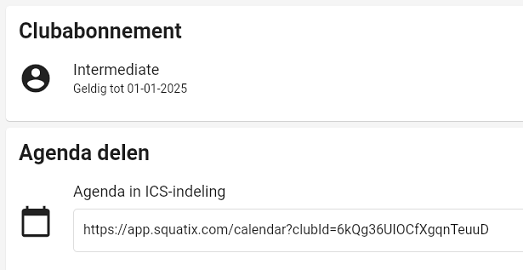 Clubabonnement
Intermediate
Geldig tot 01-01-2025
Agenda delen
Agenda in ICS-indeling
https://app.squatix.com/calendar?clubId=6kQg36UIOCfXgqnTeuuD